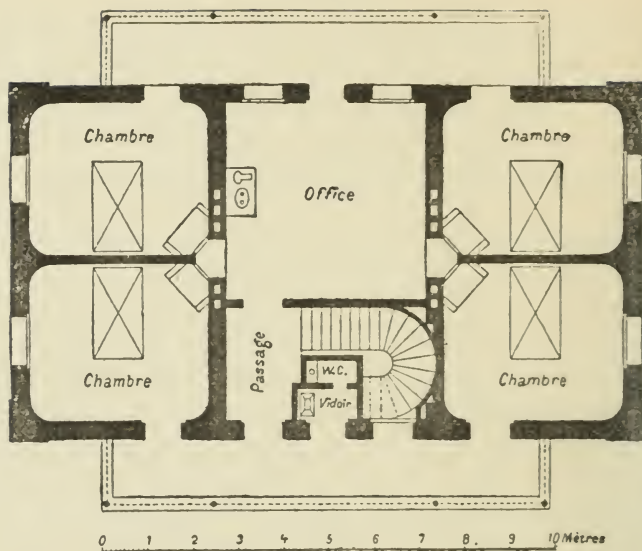 Chambre
Office
Chambre
Chambre
Passage
W.C.
Vidoir
Chambre
0 1 2 3 4 5 6 7 8. 9 10 Mètres